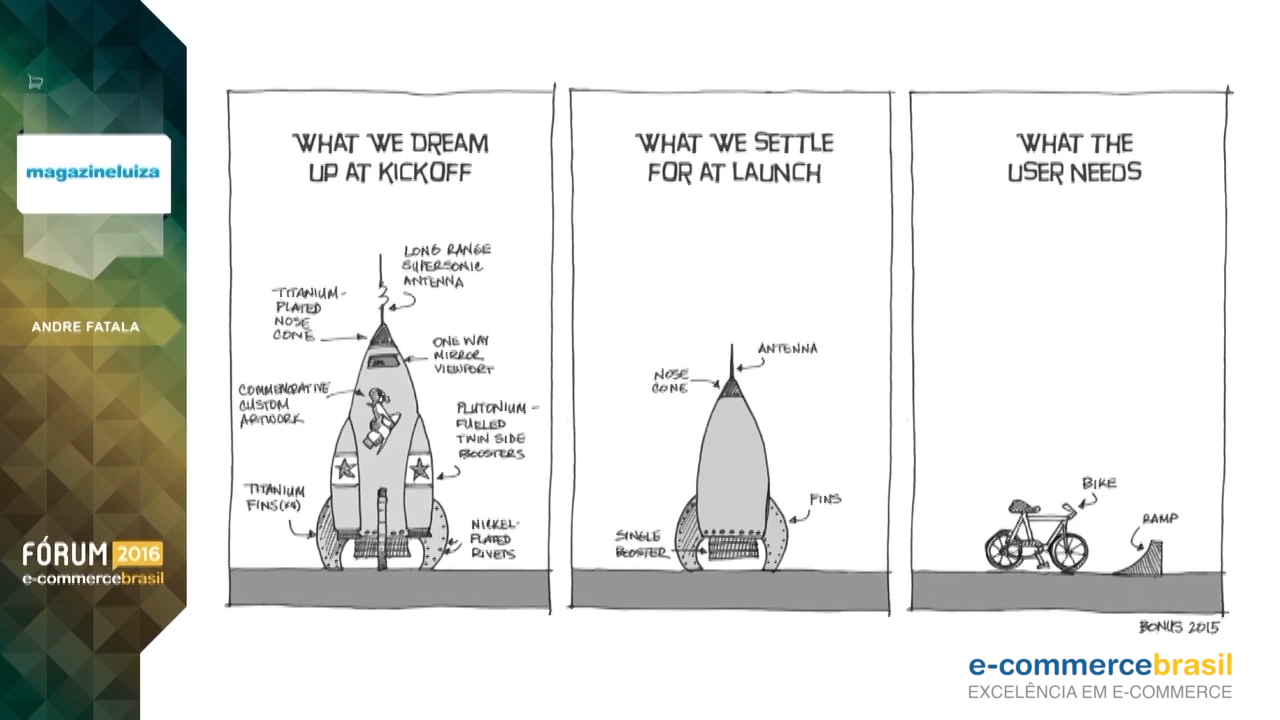 magazineluiza
ANDRE FATALA
FÓRUM 2016
e-commercebrasil
WHAT WE DREAM
UP AT KICKOFF
LONG RANGE
SUPERSONIC
ANTENNA
TITANIUM-
PLATED
NOSE
CONE
ONE WAY
MIRROR
VIEWPORT
COMMEMORATIVE
CUSTOM
ARTWORK
PLUTONIUM-
FUELED
TWIN SIDE
BOOSTERS
TITANIUM
FINS (X4)
NICKEL-
PLATED
RIVETS
WHAT WE SETTLE
FOR AT LAUNCH
ANTENNA
NOSE
CONE
FINS
SINGLE
BOOSTER
WHAT THE
USER NEEDS
BIKE
RAMP
BONUS 2015
e-commercebrasil
EXCELÊNCIA EM E-COMMERCE